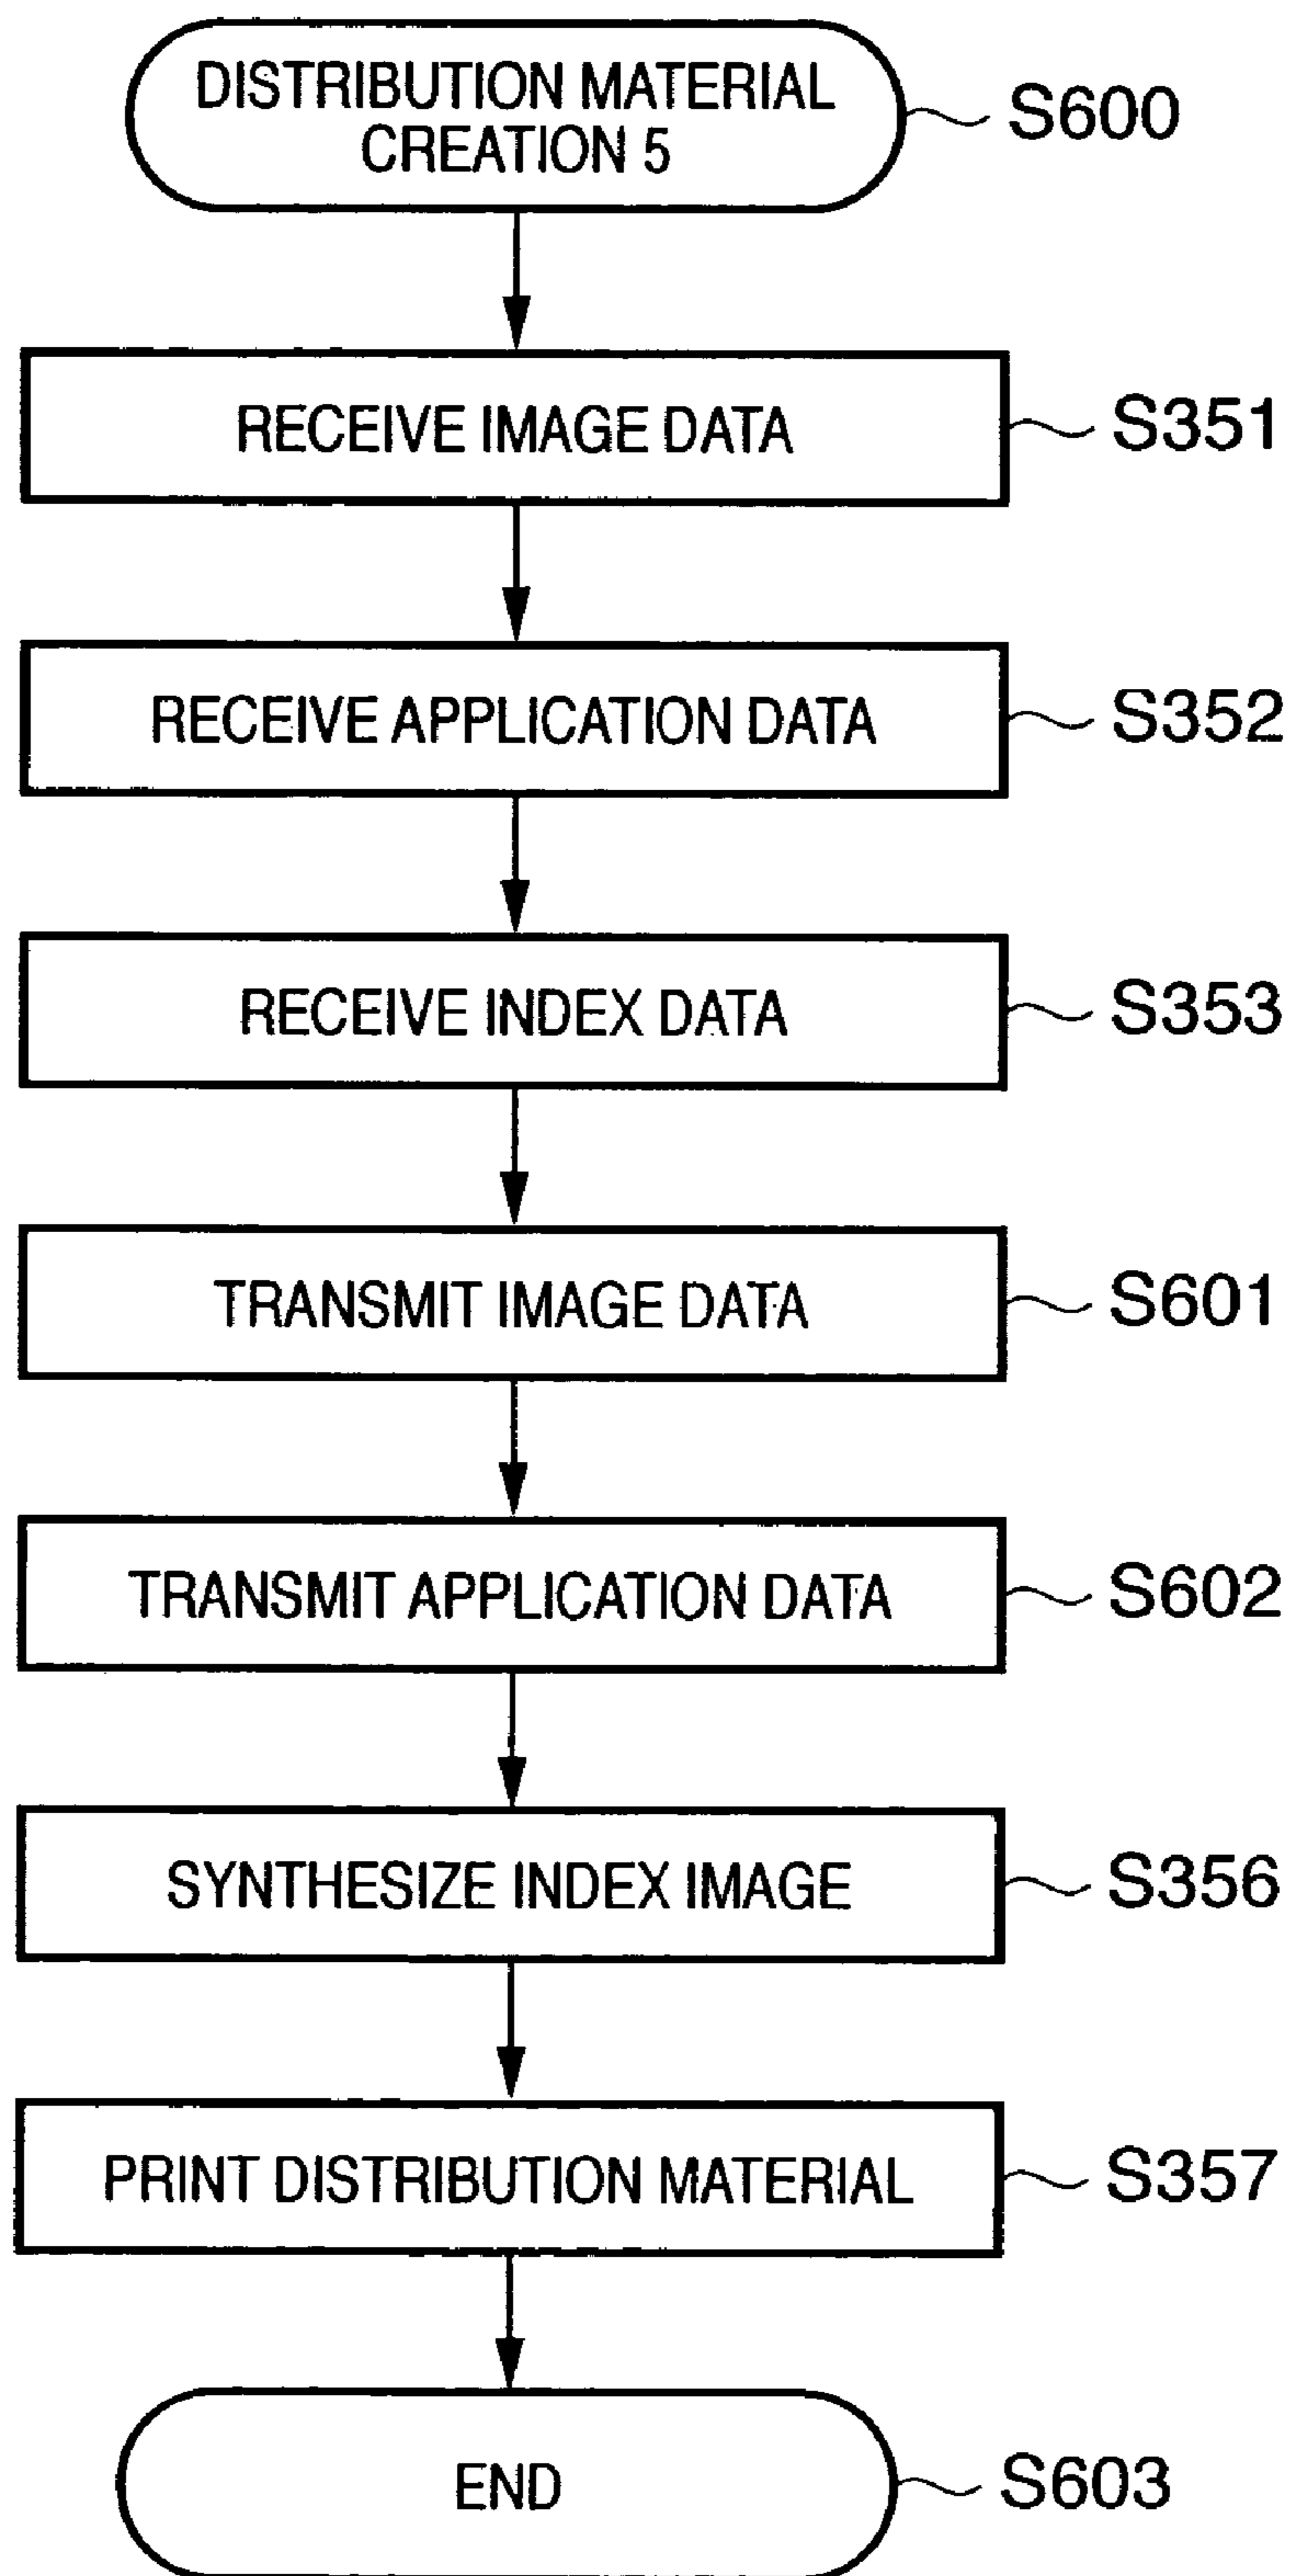 DISTRIBUTION MATERIAL
CREATION 5
S600
RECEIVE IMAGE DATA
S351
RECEIVE APPLICATION DATA
S352
RECEIVE INDEX DATA
S353
TRANSMIT IMAGE DATA
S601
TRANSMIT APPLICATION DATA
S602
SYNTHESIZE INDEX IMAGE
S356
PRINT DISTRIBUTION MATERIAL
S357
END
S603